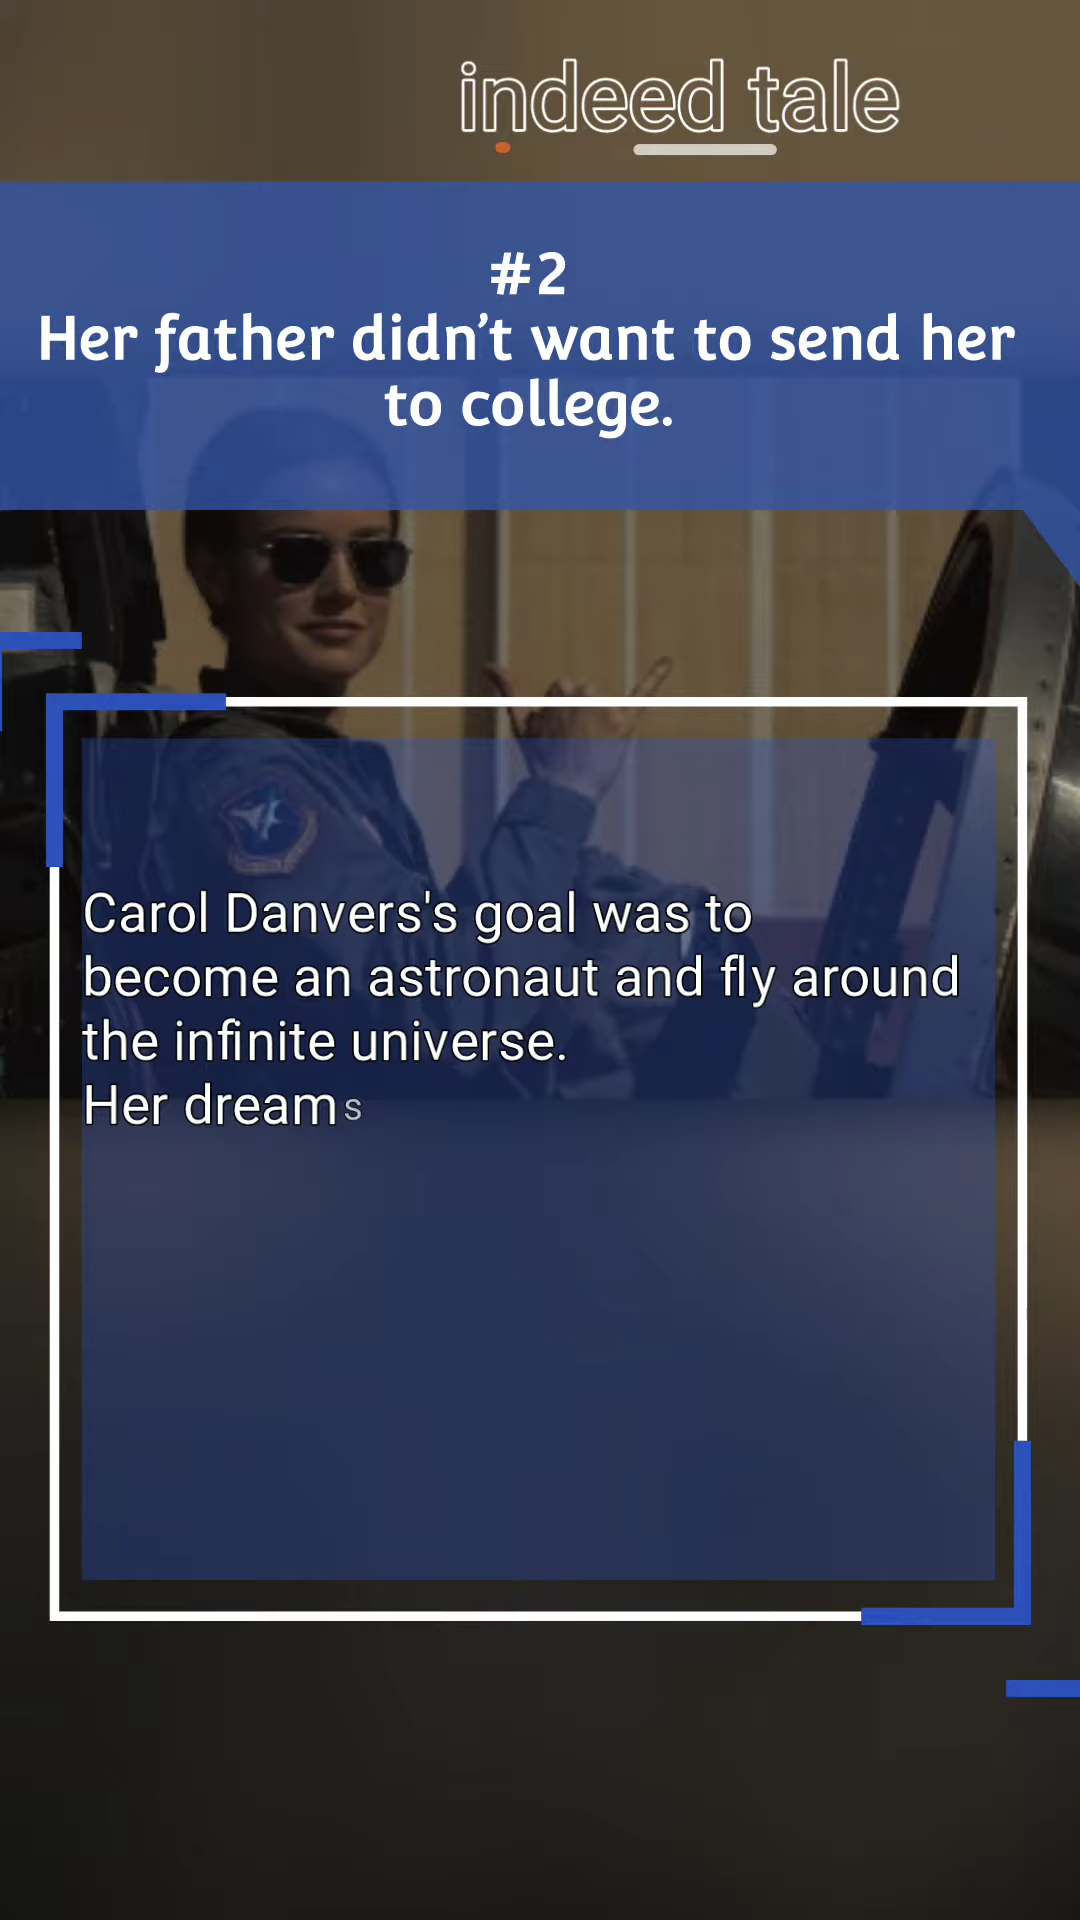 indeed tale
#2
Her father didn’t want to send her
to college.
Carol Danvers's goal was to
become an astronaut and fly around
the infinite universe.
Her dreams